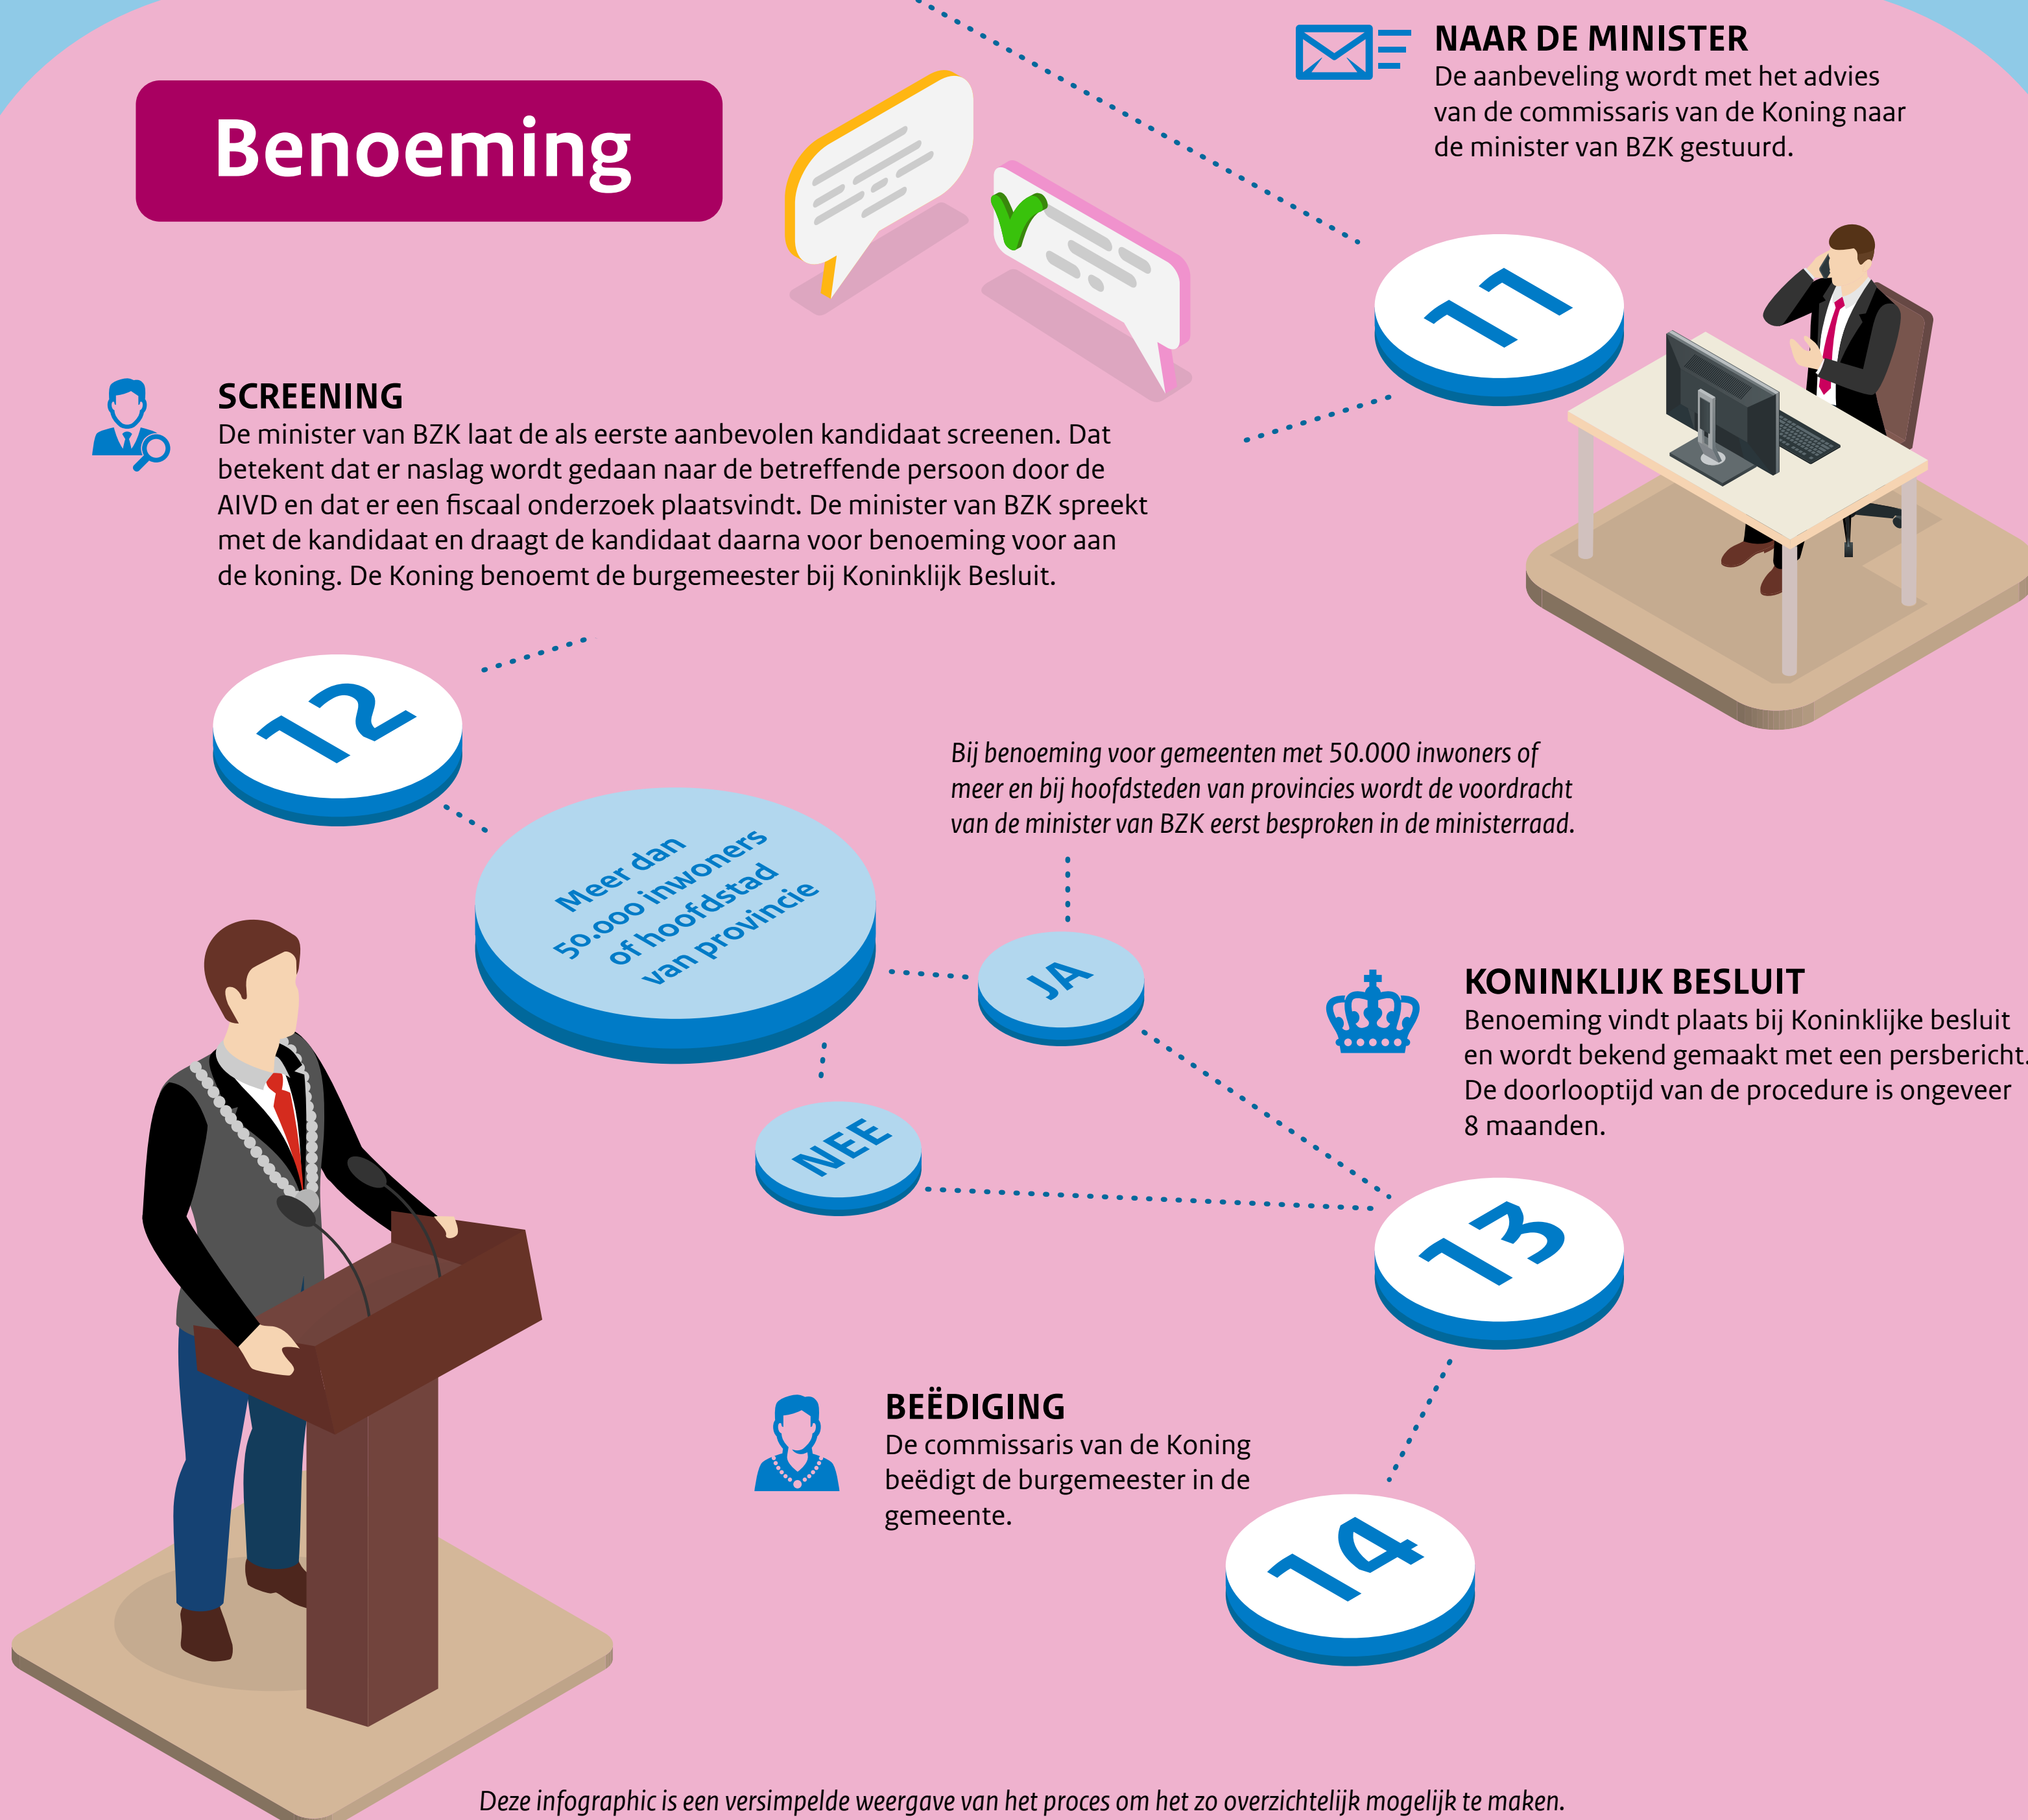 Benoeming
NAAR DE MINISTER
De aanbeveling wordt met het advies
van de commissaris van de Koning naar
de minister van BZK gestuurd.
11
SCREENING
De minister van BZK laat de als eerste aanbevolen kandidaat screenen. Dat
betekent dat er naslag wordt gedaan naar de betreffende persoon door de
AIVD en dat er een fiscaal onderzoek plaatsvindt. De minister van BZK spreekt
met de kandidaat en draagt de kandidaat daarna voor benoeming voor aan
de koning. De Koning benoemt de burgemeester bij Koninklijk Besluit.
12
Meer dan
50.000 inwoners
of hoofdstad
van provincie
Bij benoeming voor gemeenten met 50.000 inwoners of
meer en bij hoofdsteden van provincies wordt de voordracht
van de minister van BZK eerst besproken in de ministerraad.
JA
NEE
KONINKLIJK BESLUIT
Benoeming vindt plaats bij Koninklijke besluit
en wordt bekend gemaakt met een persbericht.
De doorlooptijd van de procedure is ongeveer
8 maanden.
13
BEËDIGING
De commissaris van de Koning
beëdigt de burgemeester in de
gemeente.
14
Deze infographic is een versimpelde weergave van het proces om het zo overzichtelijk mogelijk te maken.